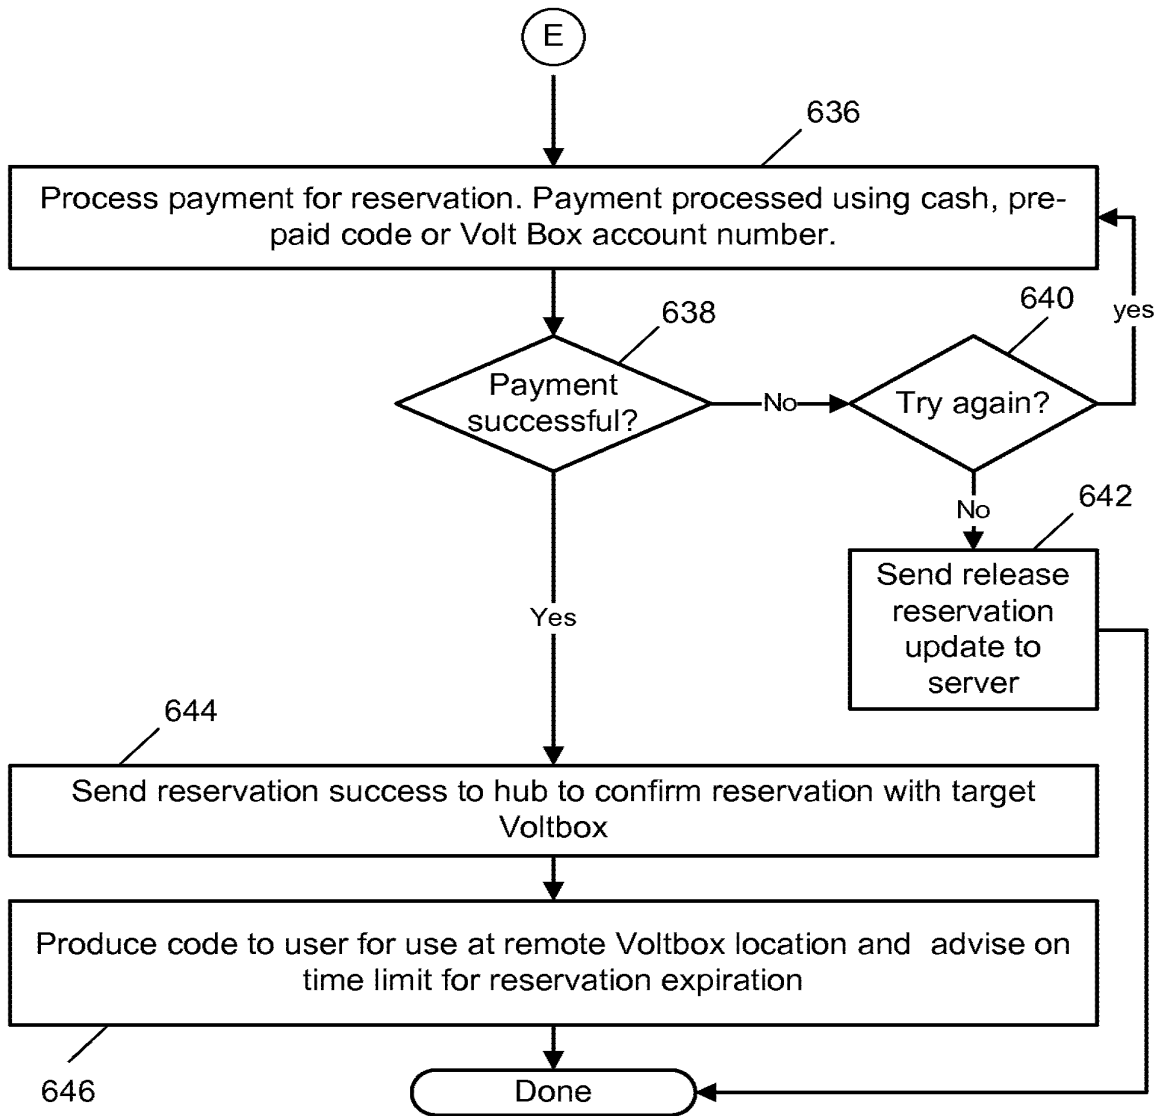 E
636
Process payment for reservation. Payment processed using cash, pre-
paid code or Volt Box account number.
638
640
yes
Payment
successful?
No
Try again?
No
642
Send release
reservation
update to
server
Yes
644
Send reservation success to hub to confirm reservation with target
Voltbox
Produce code to user for use at remote Voltbox location and  advise on
time limit for reservation expiration
646
Done